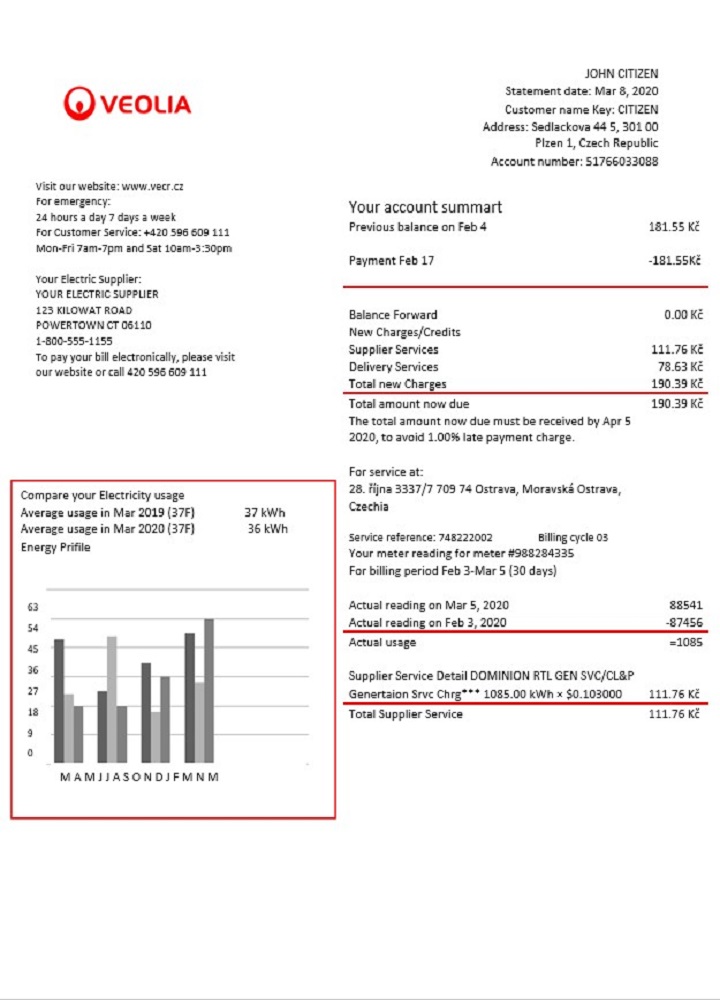 VEOLIA
JOHN CITIZEN
Statement date: Mar 8, 2020
Customer name Key: CITIZEN
Address: Sedlackova 44 5, 301 00
Plzen 1, Czech Republic
Account number: 51766033088
Visit our website: www.vecr.cz
For emergency:
24 hours a day 7 days a week
For Customer Service: +420 596 609 111
Mon-Fri 7am-7pm and Sat 10am-3:30pm
Your Electric Supplier:
YOUR ELECTRIC SUPPLIER
123 KILOWAT ROAD
POWERTOWN CT 06110
1-800-555-1155
To pay your bill electronically, please visit
our website or call 420 596 609 111
Your account summart
Previous balance on Feb 4 181.55 Kč
Payment Feb 17 -181.55Kč
Balance Forward 0.00 Kč
New Charges/Credits
Supplier Services 111.76 Kč
Delivery Services 78.63 Kč
Total new Charges 190.39 Kč
Total amount now due 190.39 Kč
The total amount now due must be received by Apr 5
2020, to avoid 1.00% late payment charge.
For service at:
28. října 3337/7 709 74 Ostrava, Moravská Ostrava,
Czechia
Service reference: 748222002 Billing cycle 03
Your meter reading for meter #988284335
For billing period Feb 3-Mar 5 (30 days)
Actual reading on Mar 5, 2020 88541
Actual reading on Feb 3, 2020 -87456
Actual usage =1085
Supplier Service Detail DOMINION RTL GEN SVC/CL&P
Genertaion Srvc Chrg*** 1085.00 kWh × $0.103000 111.76 Kč
Total Supplier Service 111.76 Kč
Compare your Electricity usage
Average usage in Mar 2019 (37F) 37 kWh
Average usage in Mar 2020 (37F) 36 kWh
Energy Prifile
63
54
45
36
27
18
9
0
M A M J J A S O N D J F M N M